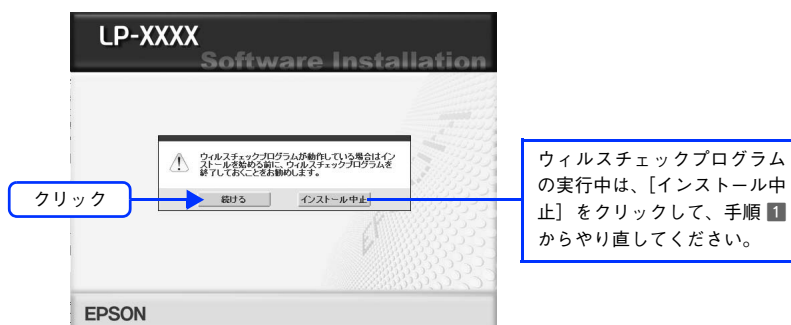 LP-XXXX
Software Installation
ウィルスチェックプログラムが動作している場合はイン
ストールを始める前に、ウィルスチェックプログラムを
終了しておくことをお勧めします。
クリック
続ける
インストール中止
ウィルスチェックプログラム
の実行中は、［インストール中
止］をクリックして、手順 1
からやり直してください。
EPSON